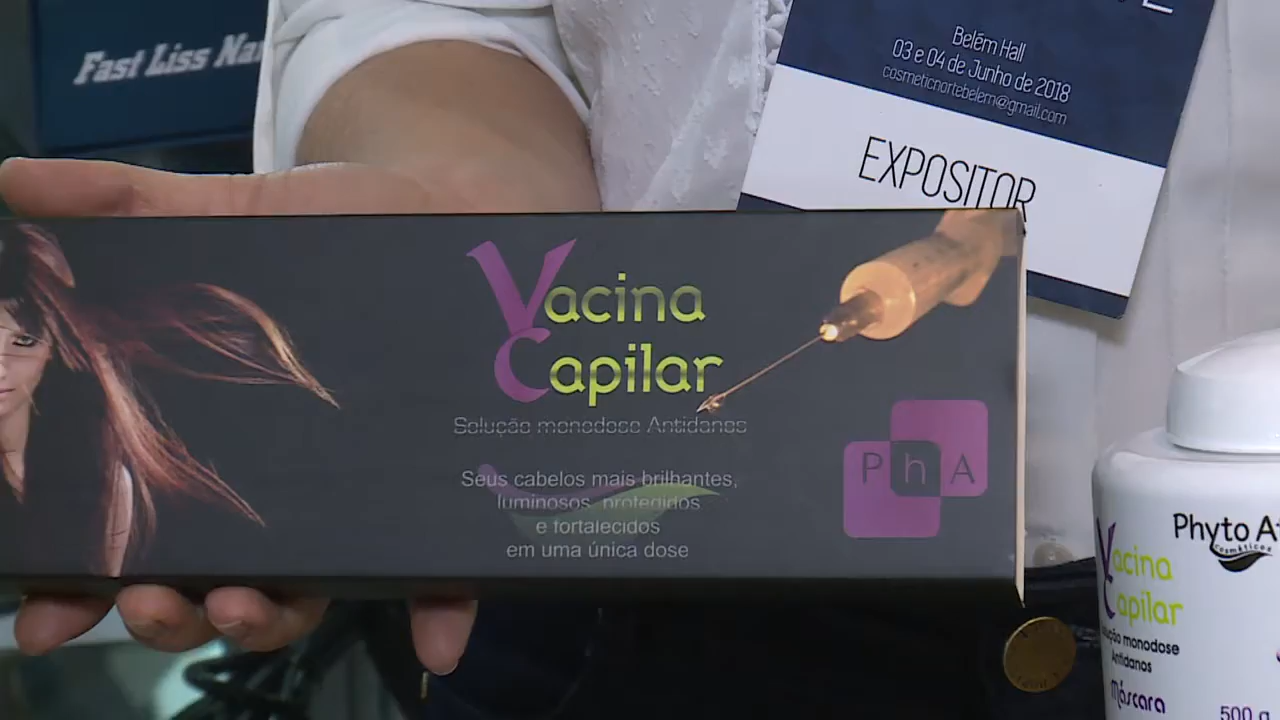 Fast Liss
Belém Hall
03 e 04 de Junho de 2018
cosmeticnortebelem@gmail.com
EXPOSITOR
Vacina
Capilar
Solução monodose Antidanos
Seus cabelos mais brilhantes,
luminosos, protegidos
e fortalecidos
em uma única dose
PhA
Phyto
Cosméticos
Vacina
Capilar
monodose
Antidanos
Máscara
500 g